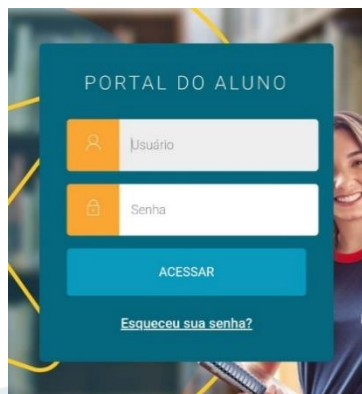 PORTAL DO ALUNO
Usuário
Senha
ACESSAR
Esqueceu sua senha?